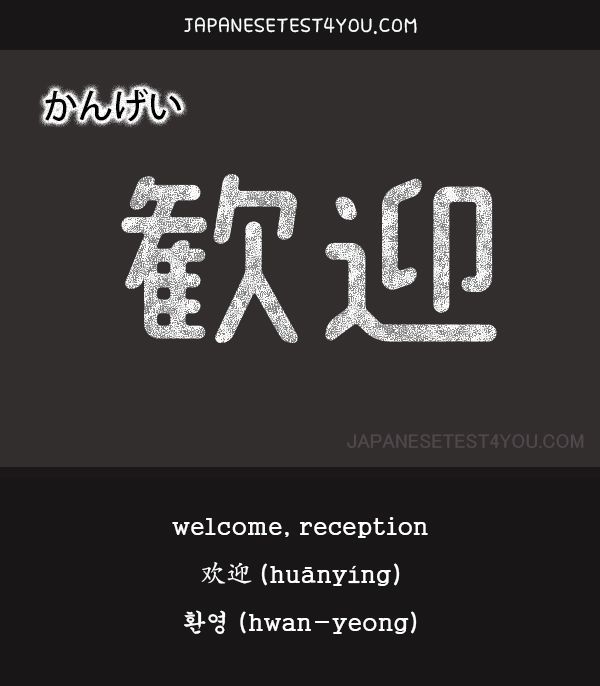 JAPANESETEST4YOU.COM
かんげい
歓迎
JAPANESETEST4YOU.COM
welcome, reception
欢迎 (huānyíng)
환영 (hwan-yeong)